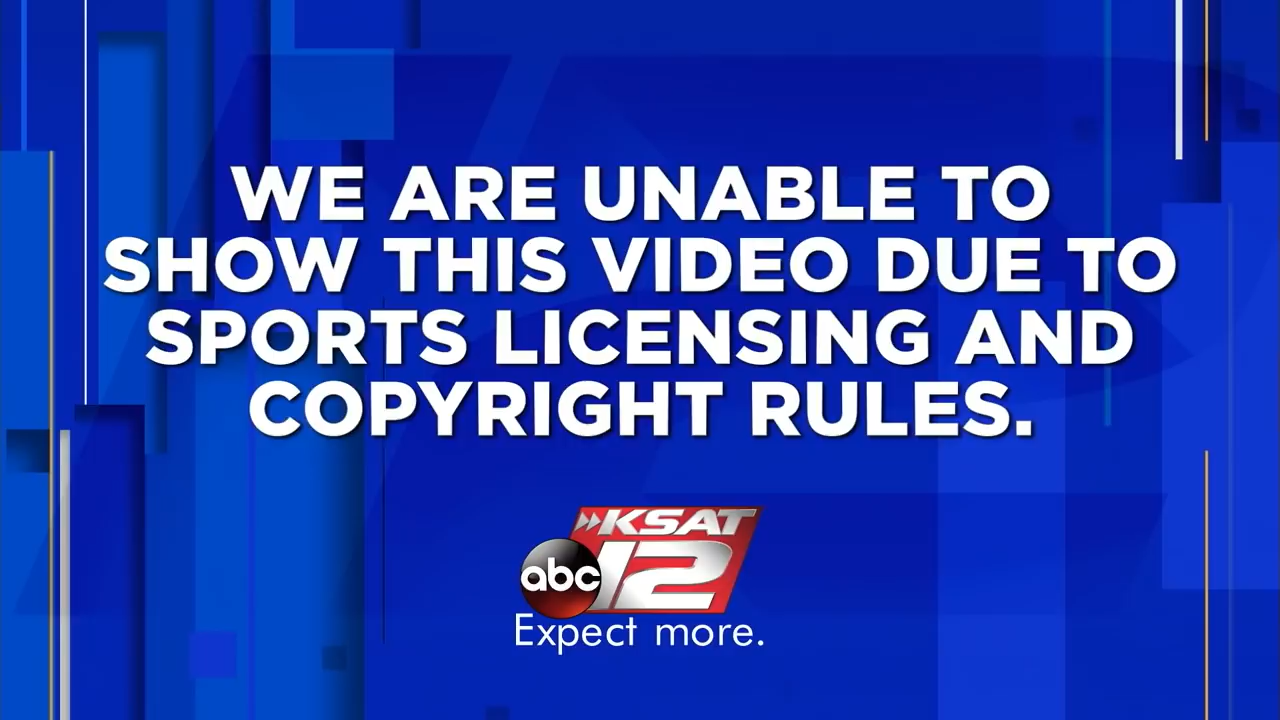 WE ARE UNABLE TO
SHOW THIS VIDEO DUE TO
SPORTS LICENSING AND
COPYRIGHT RULES.
KSAT
abc 12
Expect more.